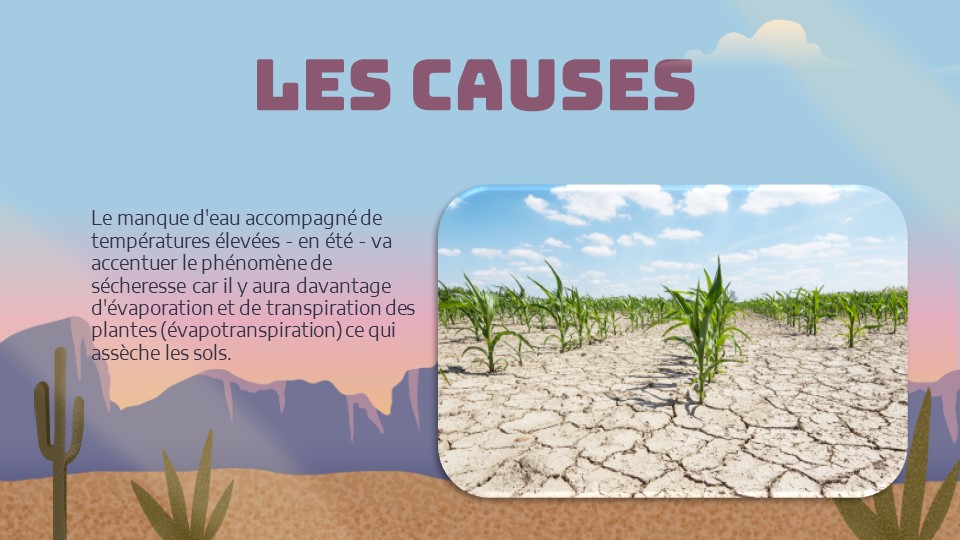 LES CAUSES
Le manque d'eau accompagné de
températures élevées - en été - va
accentuer le phénomène de
sécheresse car il y aura davantage
d'évaporation et de transpiration des
plantes (évapotranspiration) ce qui
assèche les sols.